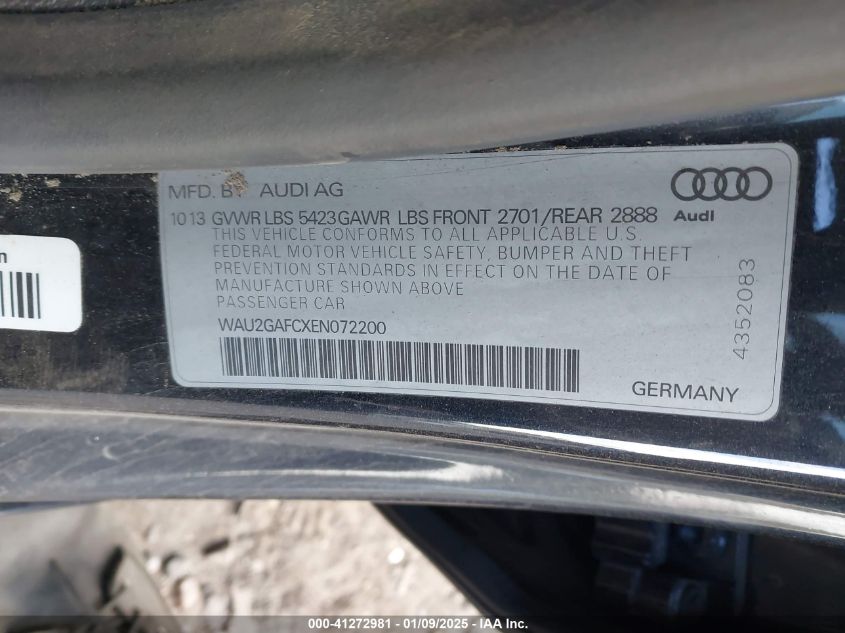 MFD. BY AUDI AG
Audi
10 13 GVWR LBS 5423 GAWR LBS FRONT 2701/REAR 2888
THIS VEHICLE CONFORMS TO ALL APPLICABLE U.S.
FEDERAL MOTOR VEHICLE SAFETY, BUMPER AND THEFT
PREVENTION STANDARDS IN EFFECT ON THE DATE OF
MANUFACTURE SHOWN ABOVE
PASSENGER CAR
WAU2GAFCXEN072200
GERMANY
4352083
000-41272981 - 01/09/2025 - IAA Inc.